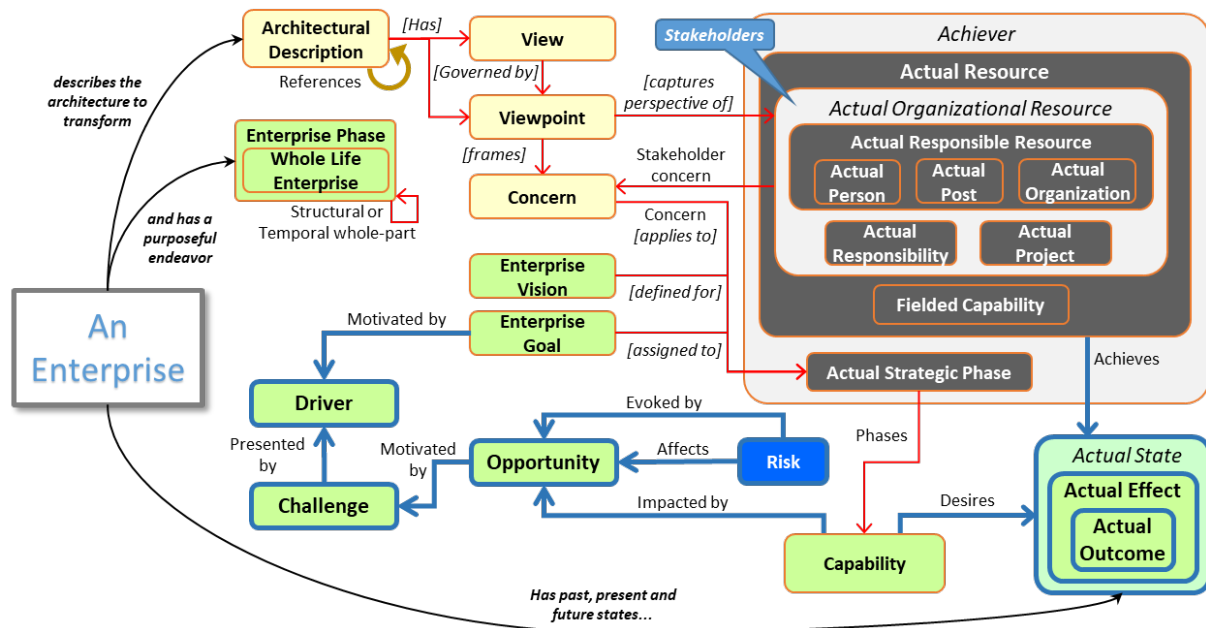 Architectural
Description
[Has]
View
References
[Governed by]
Viewpoint
[captures
perspective of]
[frames]
Concern
Stakeholder
concern
Concern
[applies to]
describes the
architecture to
transform
Enterprise Phase
Whole Life
Enterprise
Structural or
Temporal whole-part
and has a
purposeful
endeavor
An
Enterprise
Enterprise
Vision
[defined for]
Enterprise
Goal
[assigned to]
Motivated by
Driver
Presented
by
Challenge
Motivated
by
Opportunity
Evoked by
Affects
Risk
Impacted by
Capability
Phases
Desires
Stakeholders
Achiever
Actual Resource
Actual Organizational Resource
Actual Responsible Resource
Actual
Person
Actual
Post
Actual
Organization
Actual
Responsibility
Actual
Project
Fielded Capability
Actual Strategic Phase
Achieves
Actual State
Actual Effect
Actual
Outcome
Has past, present and
future states...